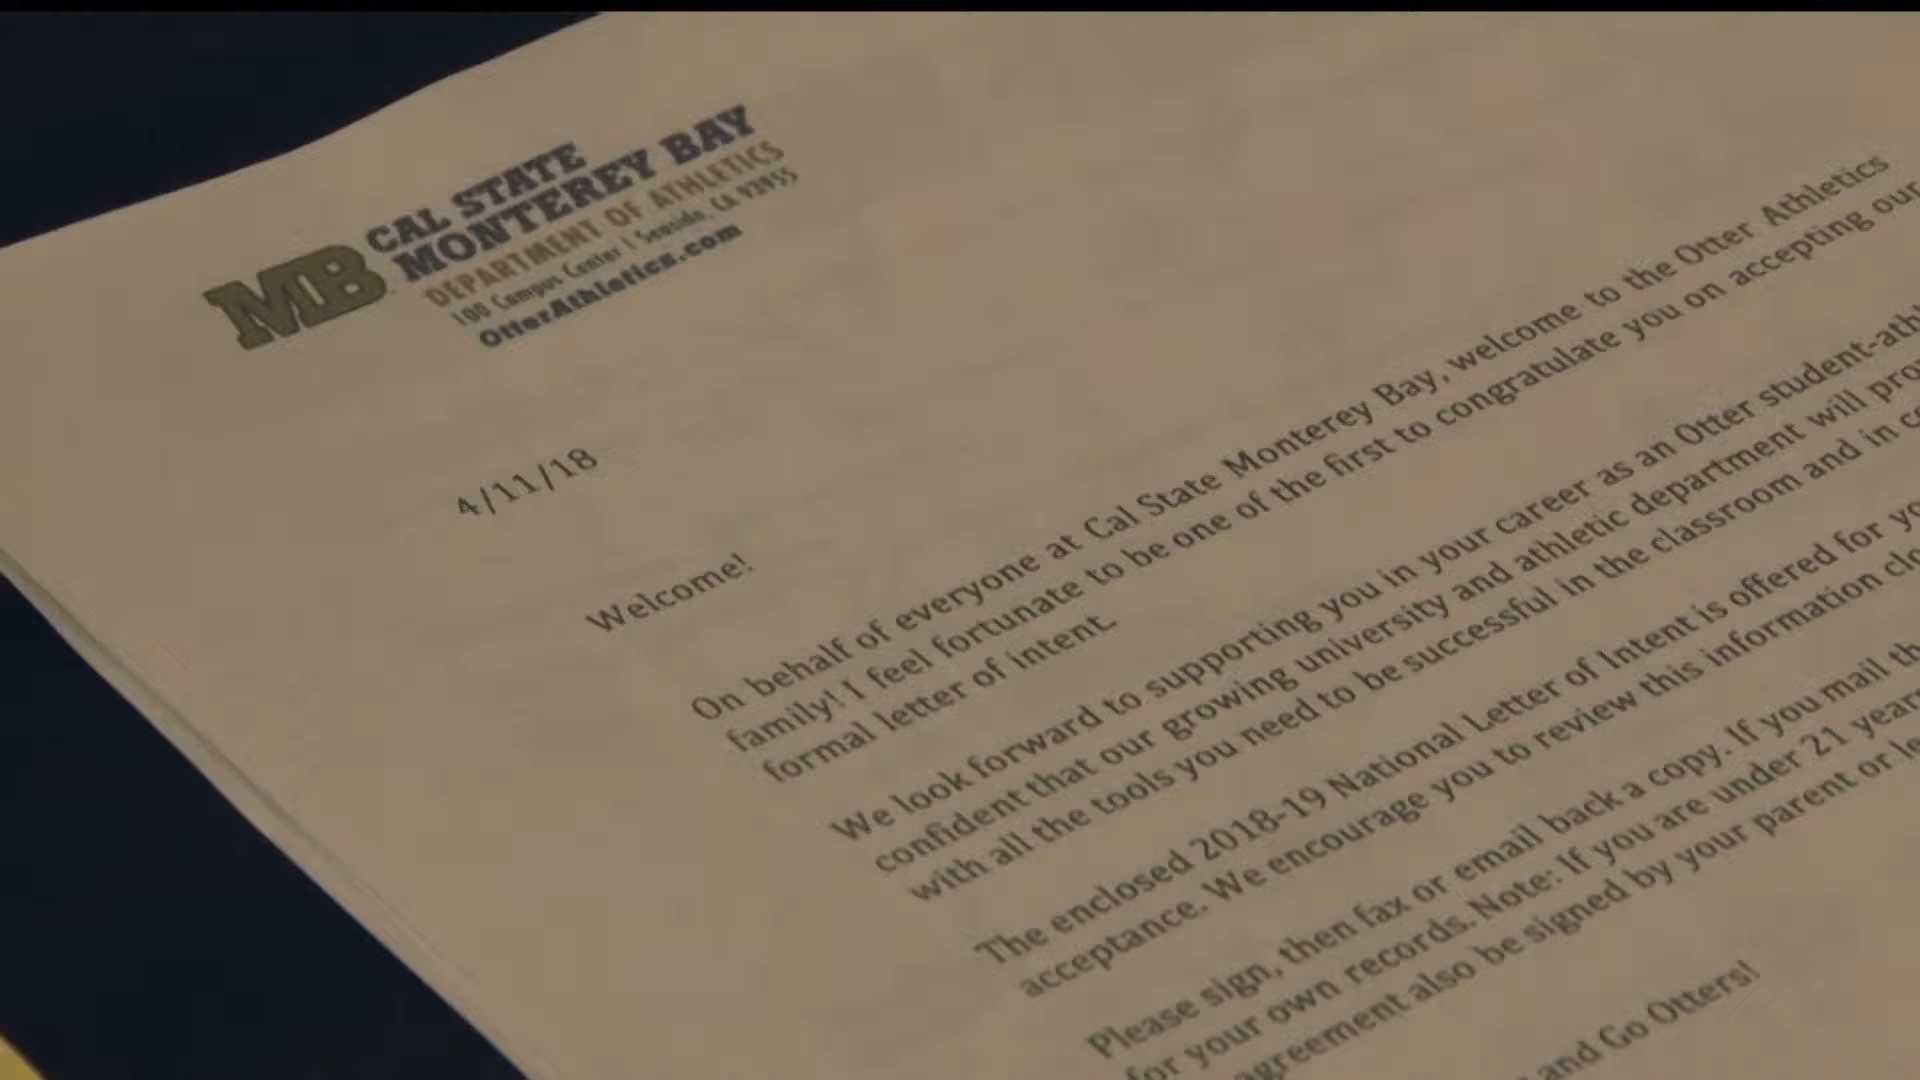 MB
CAL STATE
MONTEREY BAY
DEPARTMENT OF ATHLETICS
100 Campus Center | Seaside, CA 93955
OtterAthletics.com
4/11/18
Welcome!
On behalf of everyone at Cal State Monterey Bay, welcome to the Otter Athletics
family! I feel fortunate to be one of the first to congratulate you on accepting our
formal letter of intent.
We look forward to supporting you in your career as an Otter student-
confident that our growing university and athletic department will
with all the tools you need to be successful in the classroom and in
The enclosed 2018-19 National Letter of Intent is offered for
acceptance. We encourage you to review this information
Please sign, then fax or email back a copy. If you mail
for your own records. Note: If you are under 21
agreement also be signed by your parent or
and Go Otters!